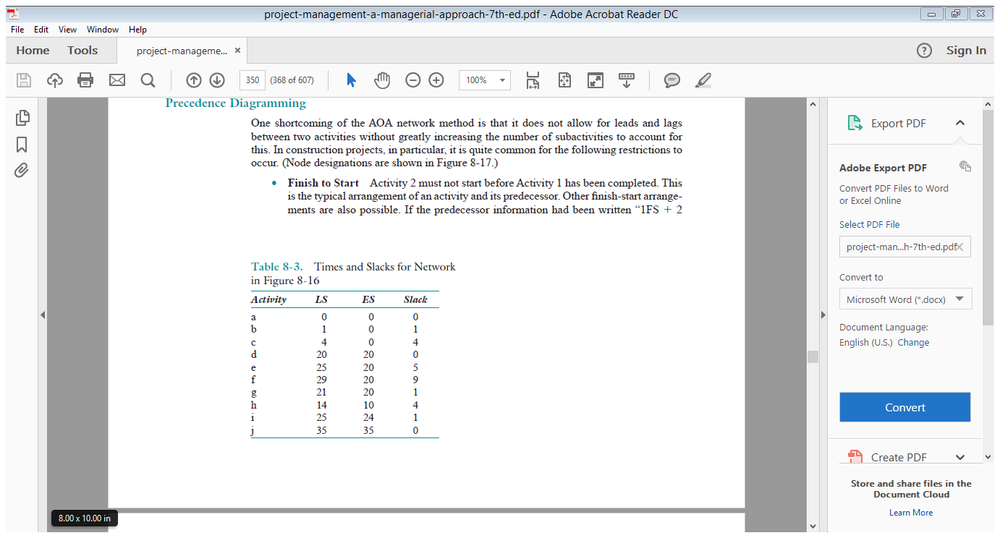 project-management-a-managerial-approach-7th-ed.pdf - Adobe Acrobat Reader DC
File Edit View Window Help
Home Tools project-manageme... × ? Sign In
350 (368 of 607) 100%
Precedence Diagramming
One shortcoming of the AOA network method is that it does not allow for leads and lags
between two activities without greatly increasing the number of subactivities to account for
this. In construction projects, in particular, it is quite common for the following restrictions to
occur. (Node designations are shown in Figure 8-17.)
• Finish to Start Activity 2 must not start before Activity 1 has been completed. This
is the typical arrangement of an activity and its predecessor. Other finish-start arrange-
ments are also possible. If the predecessor information had been written “1FS + 2
Table 8-3. Times and Slacks for Network
in Figure 8-16
Activity LS ES Slack
a 0 0 0
b 1 0 1
c 4 0 4
d 20 20 0
e 25 20 5
f 29 20 9
g 21 20 1
h 14 10 4
i 25 24 1
j 35 35 0
8.00 x 10.00 in
Export PDF
Adobe Export PDF
Convert PDF Files to Word
or Excel Online
Select PDF File
project-man...h-7th-ed.pdf
Convert to
Microsoft Word (*.docx)
Document Language:
English (U.S.) Change
Convert
Create PDF
Store and share files in the
Document Cloud
Learn More